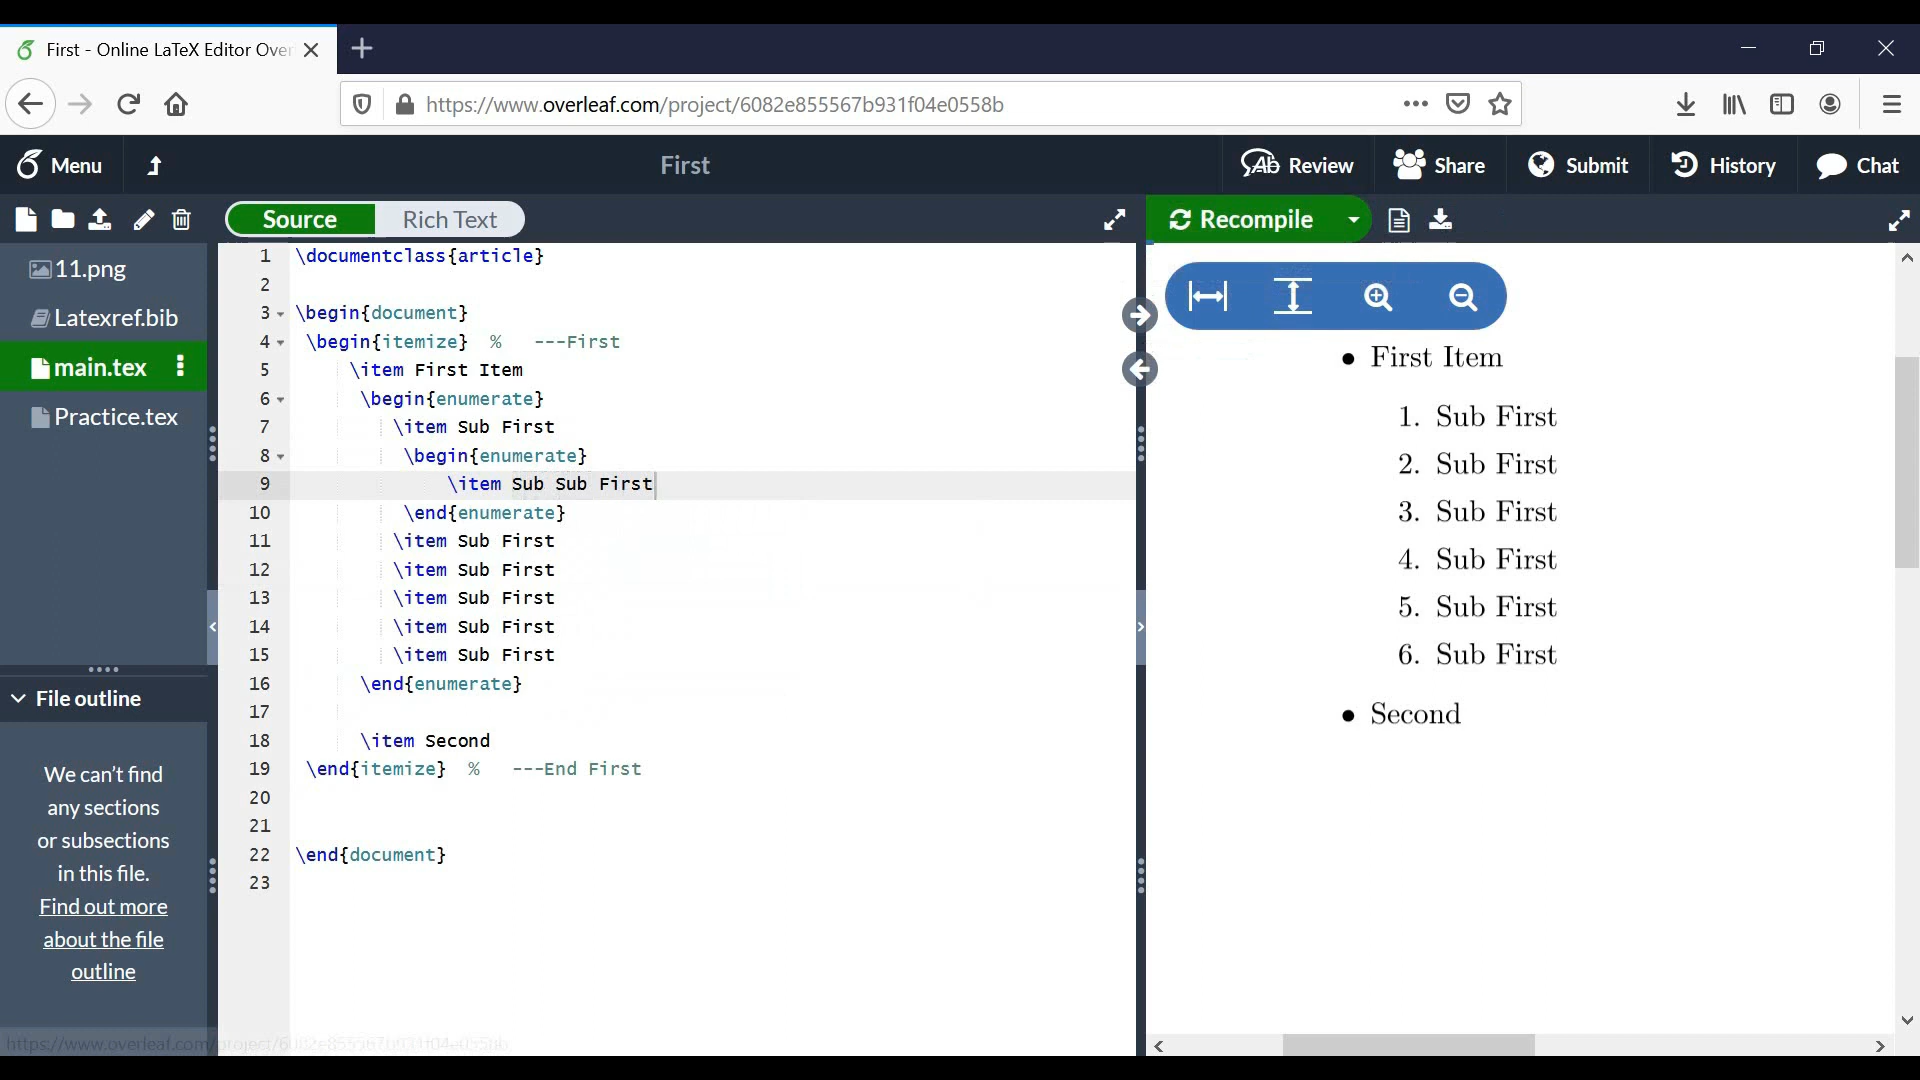 First - Online LaTeX Editor Over
https://www.overleaf.com/project/6082e855567b931f04e0558b
Menu
First
Review
Share
Submit
History
Chat
Source
Rich Text
Recompile
11.png
Latexref.bib
main.tex
Practice.tex
File outline
We can't find
any sections
or subsections
in this file.
Find out more
about the file
outline
1 \documentclass{article}
2
3 \begin{document}
4 \begin{itemize} % ---First
5 \item First Item
6 \begin{enumerate}
7 \item Sub First
8 \begin{enumerate}
9 \item Sub Sub First
10 \end{enumerate}
11 \item Sub First
12 \item Sub First
13 \item Sub First
14 \item Sub First
15 \item Sub First
16 \end{enumerate}
17
18 \item Second
19 \end{itemize} % ---End First
20
21
22 \end{document}
23
• First Item
1. Sub First
2. Sub First
3. Sub First
4. Sub First
5. Sub First
6. Sub First
• Second
https://www.overleaf.com/project/6082e855567b931f04e0558b